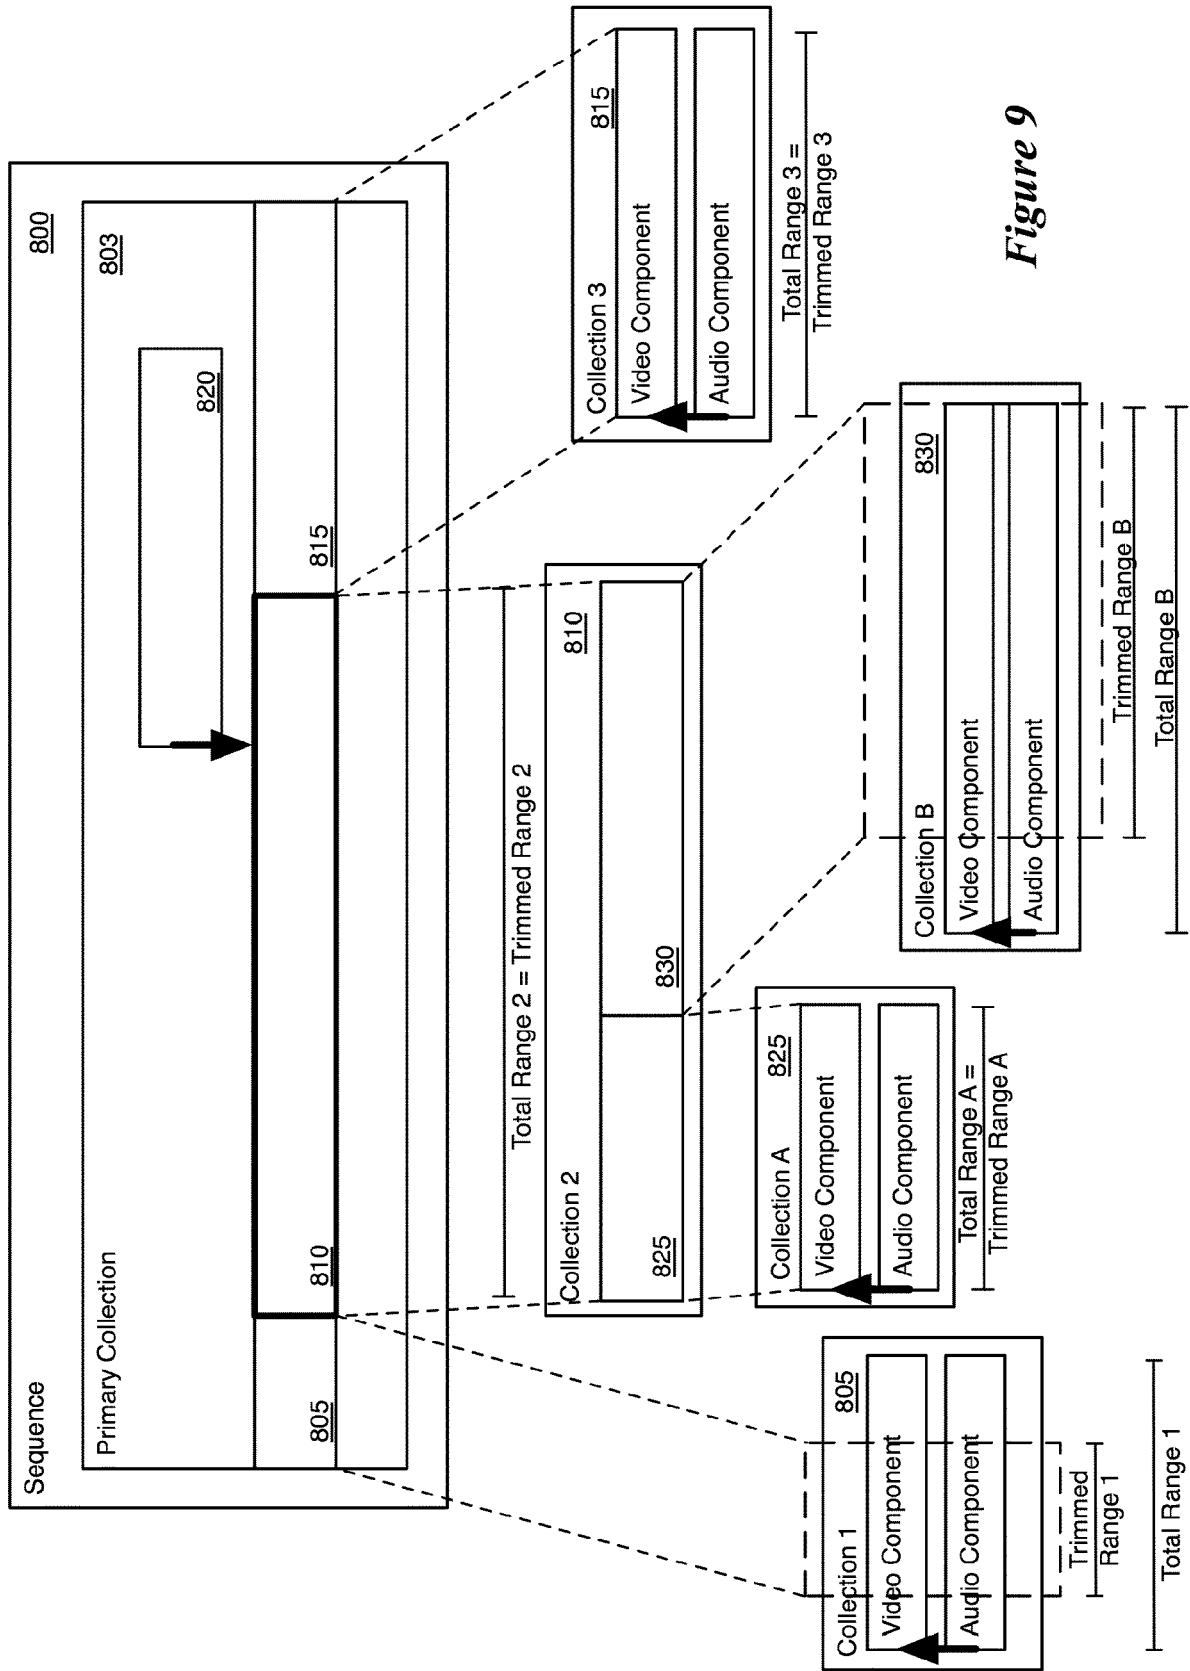 Sequence
800
Primary Collection
803
820
805
810
815
Total Range 2 = Trimmed Range 2
Collection 2
810
825
830
Collection 3
815
Video Component
Audio Component
Total Range 3 =
Trimmed Range 3
Collection 1
805
Video Component
Audio Component
Trimmed
Range 1
Total Range 1
Collection A
825
Video Component
Audio Component
Total Range A =
Trimmed Range A
Collection B
830
Video Component
Audio Component
Trimmed Range B
Total Range B
Figure 9